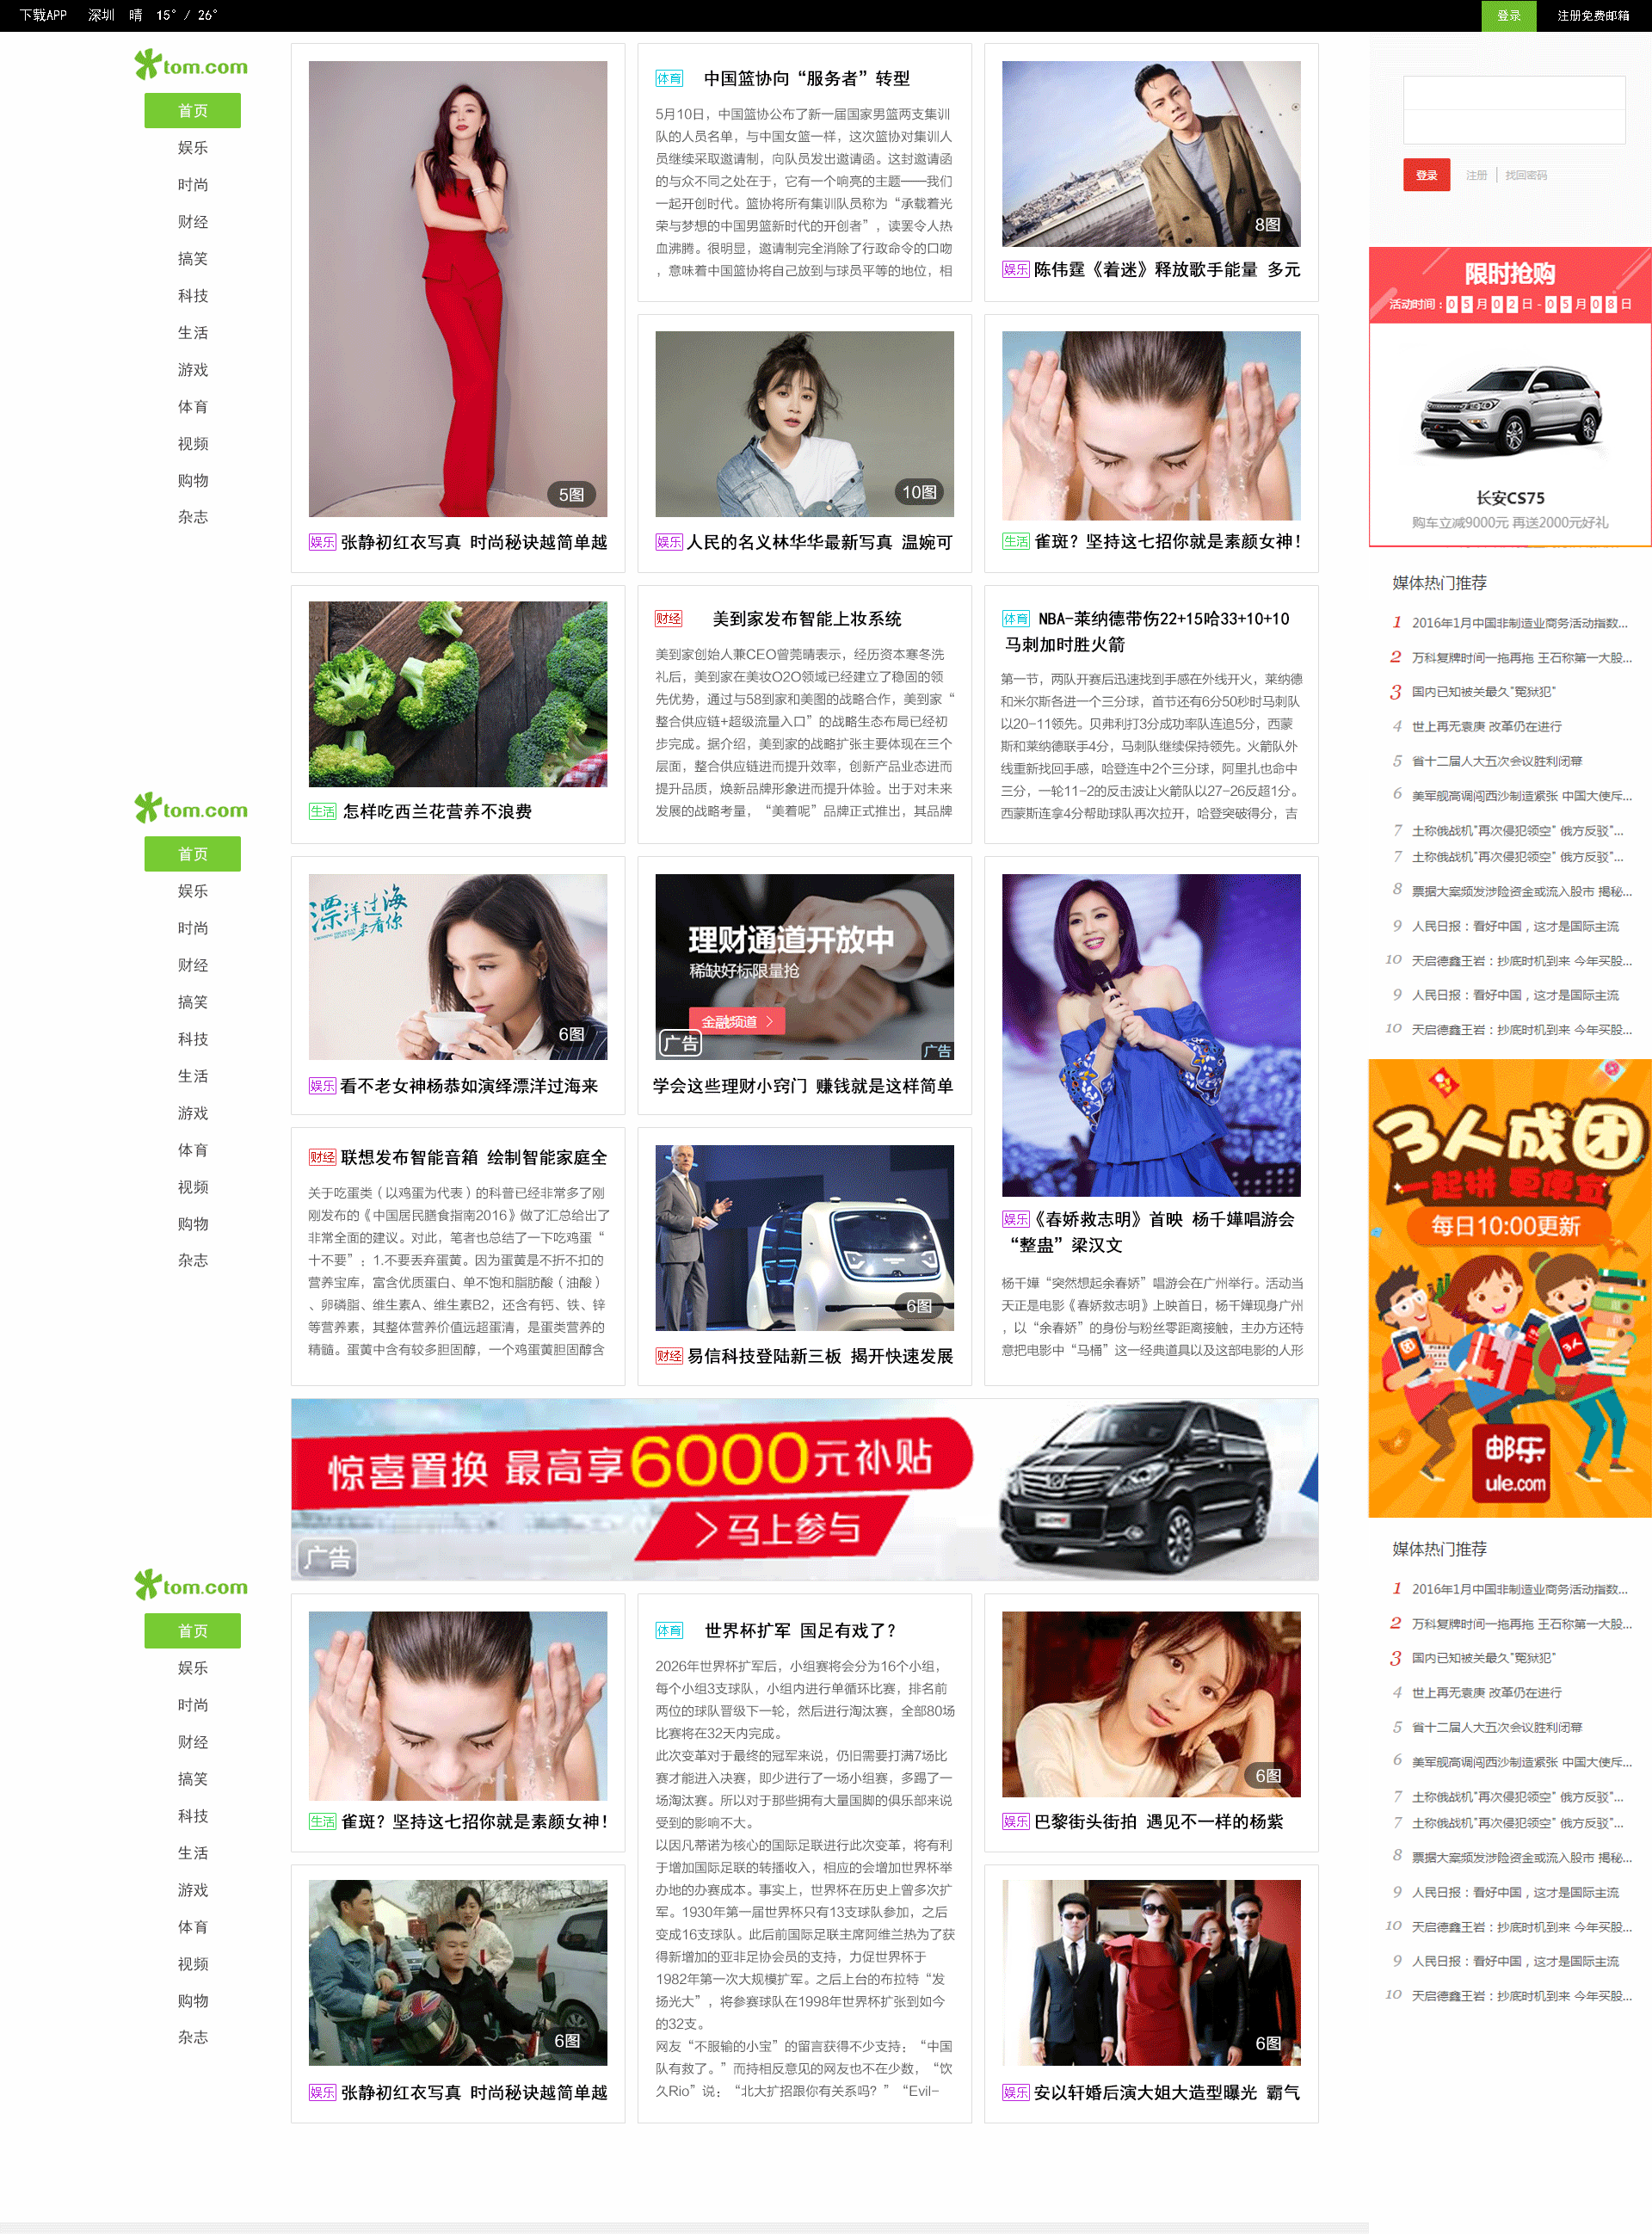 下载APP 深圳 晴 15° / 26°
登录 注册免费邮箱
tom.com
首页
娱乐
时尚
财经
搞笑
科技
生活
游戏
体育
视频
购物
杂志
5图
娱乐 张静初红衣写真 时尚秘诀越简单越
体育 中国篮协向“服务者”转型
5月10日，中国篮协公布了新一届国家男篮两支集训
队的人员名单，与中国女篮一样，这次篮协对集训人
员继续采取邀请制，向队员发出邀请函。这封邀请函
的与众不同之处在于，它有一个响亮的主题——我们
一起开创时代。篮协将所有集训队员称为“承载着光
荣与梦想的中国男篮新时代的开创者”，读罢令人热
血沸腾。很明显，邀请制完全消除了行政命令的口吻
，意味着中国篮协将自己放到与球员平等的地位，相
8图
娱乐 陈伟霆《着迷》释放歌手能量 多元
10图
娱乐 人民的名义林华华最新写真 温婉可
生活 雀斑？坚持这七招你就是素颜女神！
登录 注册 找回密码
限时抢购
活动时间：05月02日-05月08日
长安CS75
购车立减9000元 再送2000元好礼
生活 怎样吃西兰花营养不浪费
财经 美到家发布智能上妆系统
美到家创始人兼CEO曾莞晴表示，经历资本寒冬洗
礼后，美到家在美妆O2O领域已经建立了稳固的领
先优势，通过与58到家和美图的战略合作，美到家“
整合供应链+超级流量入口”的战略生态布局已经初
步完成。据介绍，美到家的战略扩张主要体现在三个
层面，整合供应链进而提升效率，创新产品业态进而
提升品质，焕新品牌形象进而提升体验。出于对未来
发展的战略考量，“美着呢”品牌正式推出，其品牌
体育 NBA-莱纳德带伤22+15哈33+10+10
马刺加时胜火箭
第一节，两队开赛后迅速找到手感在外线开火，莱纳德
和米尔斯各进一个三分球，首节还有6分50秒时马刺队
以20-11领先。贝弗利打3分成功率队连追5分，西蒙
斯和莱纳德联手4分，马刺队继续保持领先。火箭队外
线重新找回手感，哈登连中2个三分球，阿里扎也命中
三分，一轮11-2的反击波让火箭队以27-26反超1分。
西蒙斯连拿4分帮助球队再次拉开，哈登突破得分，吉
媒体热门推荐
1 2016年1月中国非制造业商务活动指数...
2 万科复牌时间一拖再拖 王石称第一大股...
3 国内已知被关最久"冤狱犯"
4 世上再无袁庚 改革仍在进行
5 省十二届人大五次会议胜利闭幕
6 美军舰高调闯西沙制造紧张 中国大使斥...
7 土称俄战机"再次侵犯领空" 俄方反驳"...
7 土称俄战机"再次侵犯领空" 俄方反驳"...
8 票据大案频发涉险资金或流入股市 揭秘...
9 人民日报：看好中国，这才是国际主流
10 天启德鑫王岩：抄底时机到来 今年买股...
9 人民日报：看好中国，这才是国际主流
10 天启德鑫王岩：抄底时机到来 今年买股...
tom.com
首页
娱乐
时尚
财经
搞笑
科技
生活
游戏
体育
视频
购物
杂志
漂洋过海
来看你
6图
娱乐 看不老女神杨恭如演绎漂洋过海来
理财通道开放中
稀缺好标限量抢
金融频道 >
广告
广告
学会这些理财小窍门 赚钱就是这样简单
娱乐 《春娇救志明》首映 杨千嬅唱游会
“整蛊”梁汉文
杨千嬅“突然想起余春娇”唱游会在广州举行。活动当
天正是电影《春娇救志明》上映首日，杨千嬅现身广州
，以“余春娇”的身份与粉丝零距离接触，主办方还特
意把电影中“马桶”这一经典道具以及这部电影的人形
财经 联想发布智能音箱 绘制智能家庭全
关于吃蛋类（以鸡蛋为代表）的科普已经非常多了刚
刚发布的《中国居民膳食指南2016》做了汇总给出了
非常全面的建议。对此，笔者也总结了一下吃鸡蛋“
十不要”；1.不要丢弃蛋黄。因为蛋黄是不折不扣的
营养宝库，富含优质蛋白、单不饱和脂肪酸（油酸）
、卵磷脂、维生素A、维生素B2，还含有钙、铁、锌
等营养素，其整体营养价值远超蛋清，是蛋类营养的
精髓。蛋黄中含有较多胆固醇，一个鸡蛋黄胆固醇含
6图
财经 易信科技登陆新三板 揭开快速发展
3人成团
一起拼 更便宜
每日10:00更新
3人
邮乐
ule.com
惊喜置换 最高享6000元补贴
>马上参与
广告
tom.com
首页
娱乐
时尚
财经
搞笑
科技
生活
游戏
体育
视频
购物
杂志
生活 雀斑？坚持这七招你就是素颜女神！
体育 世界杯扩军 国足有戏了？
2026年世界杯扩军后，小组赛将会分为16个小组，
每个小组3支球队，小组内进行单循环比赛，排名前
两位的球队晋级下一轮，然后进行淘汰赛，全部80场
比赛将在32天内完成。
此次变革对于最终的冠军来说，仍旧需要打满7场比
赛才能进入决赛，即少进行了一场小组赛，多踢了一
场淘汰赛。所以对于那些拥有大量国脚的俱乐部来说
受到的影响不大。
以因凡蒂诺为核心的国际足联进行此次变革，将有利
于增加国际足联的转播收入，相应的会增加世界杯举
办地的办赛成本。事实上，世界杯在历史上曾多次扩
军。1930年第一届世界杯只有13支球队参加，之后
变成16支球队。此后前国际足联主席阿维兰热为了获
得新增加的亚非足协会员的支持，力促世界杯于
1982年第一次大规模扩军。之后上台的布拉特“发
扬光大”，将参赛球队在1998年世界杯扩张到如今
的32支。
网友“不服输的小宝”的留言获得不少支持；“中国
队有救了。”而持相反意见的网友也不在少数，“饮
久Rio”说；“北大扩招跟你有关系吗？”“Evil-
6图
娱乐 巴黎街头街拍 遇见不一样的杨紫
6图
娱乐 张静初红衣写真 时尚秘诀越简单越
6图
娱乐 安以轩婚后演大姐大造型曝光 霸气
媒体热门推荐
1 2016年1月中国非制造业商务活动指数...
2 万科复牌时间一拖再拖 王石称第一大股...
3 国内已知被关最久"冤狱犯"
4 世上再无袁庚 改革仍在进行
5 省十二届人大五次会议胜利闭幕
6 美军舰高调闯西沙制造紧张 中国大使斥...
7 土称俄战机"再次侵犯领空" 俄方反驳"...
7 土称俄战机"再次侵犯领空" 俄方反驳"...
8 票据大案频发涉险资金或流入股市 揭秘...
9 人民日报：看好中国，这才是国际主流
10 天启德鑫王岩：抄底时机到来 今年买股...
9 人民日报：看好中国，这才是国际主流
10 天启德鑫王岩：抄底时机到来 今年买股...